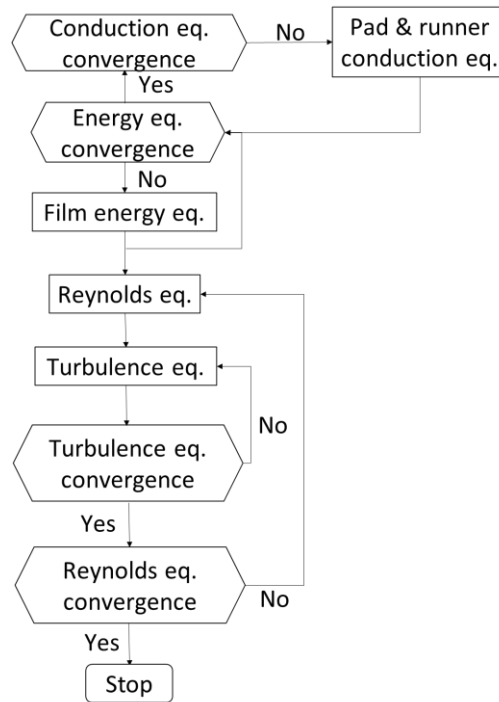 Conduction eq.
convergence
No
Pad & runner
conduction eq.
Yes
Energy eq.
convergence
No
Film energy eq.
Reynolds eq.
Turbulence eq.
No
Turbulence eq.
convergence
Yes
Reynolds eq.
convergence
No
Yes
Stop